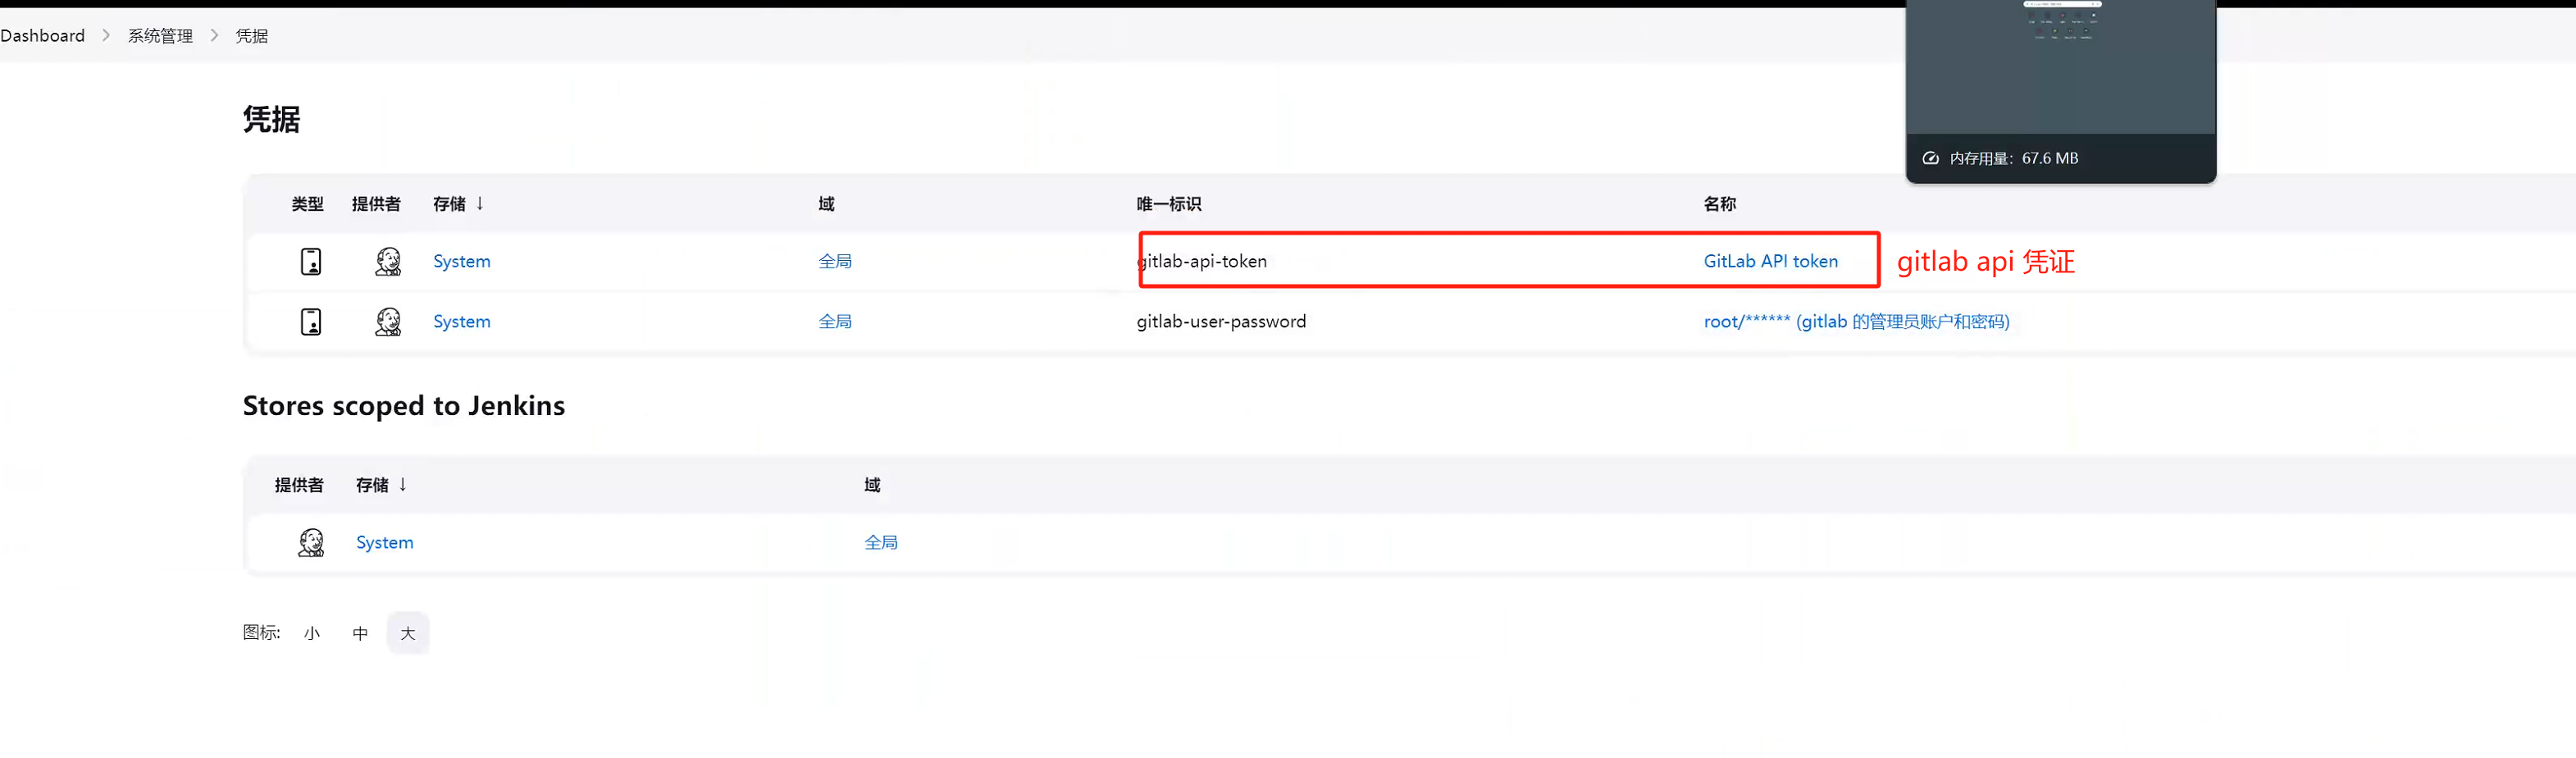 Dashboard > 系统管理 > 凭据
凭据
内存用量：67.6 MB
类型 提供者 存储 ↓ 域 唯一标识 名称
System 全局 gitlab-api-token GitLab API token gitlab api 凭证
System 全局 gitlab-user-password root/****** (gitlab 的管理员账户和密码)
Stores scoped to Jenkins
提供者 存储 ↓ 域
System 全局
图标: 小 中 大